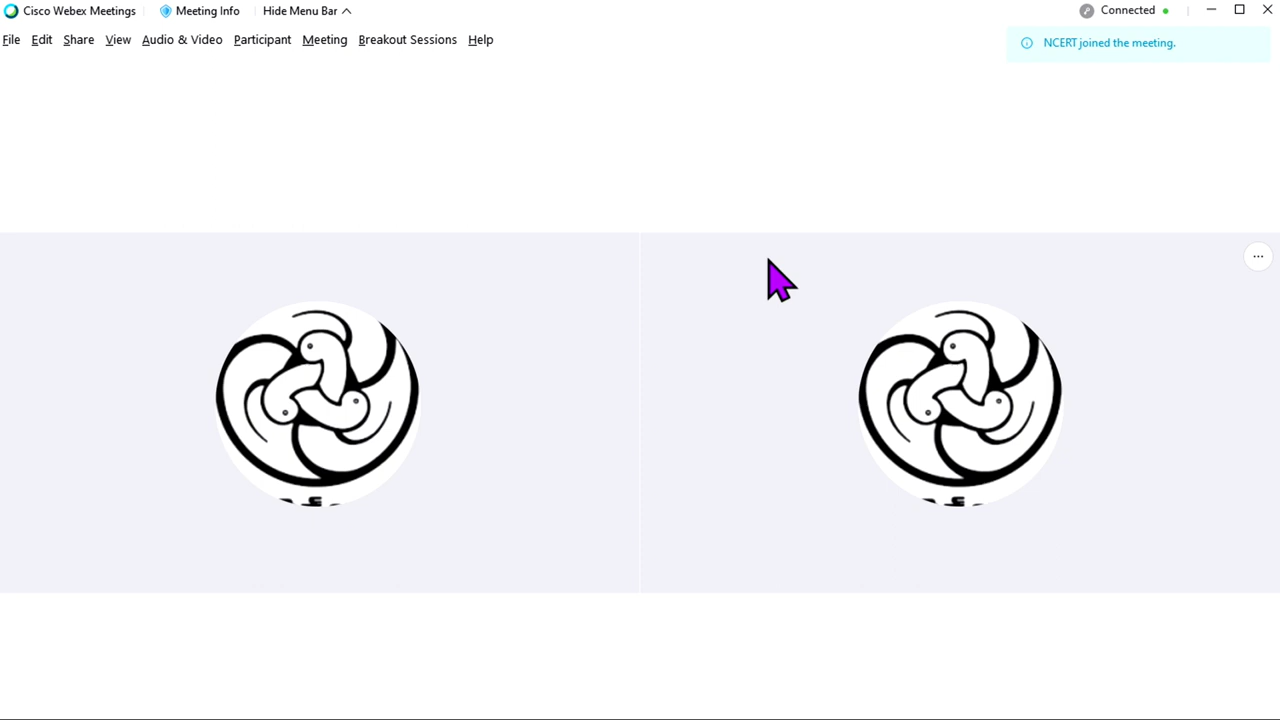 Cisco Webex Meetings Meeting Info Hide Menu Bar Connected
File Edit Share View Audio & Video Participant Meeting Breakout Sessions Help
NCERT joined the meeting.